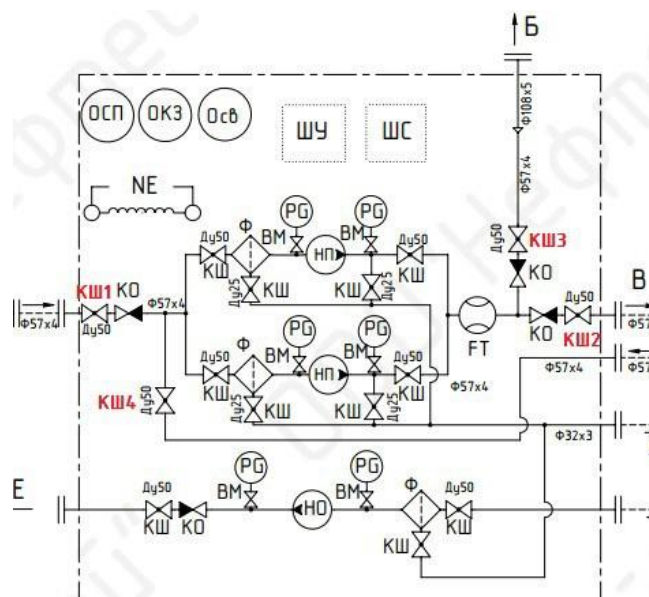 Б
Ф108х5
Ф57х4
ОСП ОКЗ Осв ШУ ШС
NE
PG PG
Ду50 Ф ВМ ВМ Ду50
Ду50 КШ3
КШ НП КШ
КО
КШ1 КО Ду25 КШ КШ Ду25
В
Ф57х4 Ду50 Ф57х4
PG PG
FT
КО Ду50 Ф57
КШ2
Ду50 Ф ВМ ВМ Ду50
КШ НП КШ
Ф57х4 Ф57х4 Ф57
КШ4 Ду50
Ду25 КШ КШ Ду25
Ф32х3
PG PG
Е
Ду50 ВМ ВМ Ф Ду50
КШ КО НО КШ
КШ